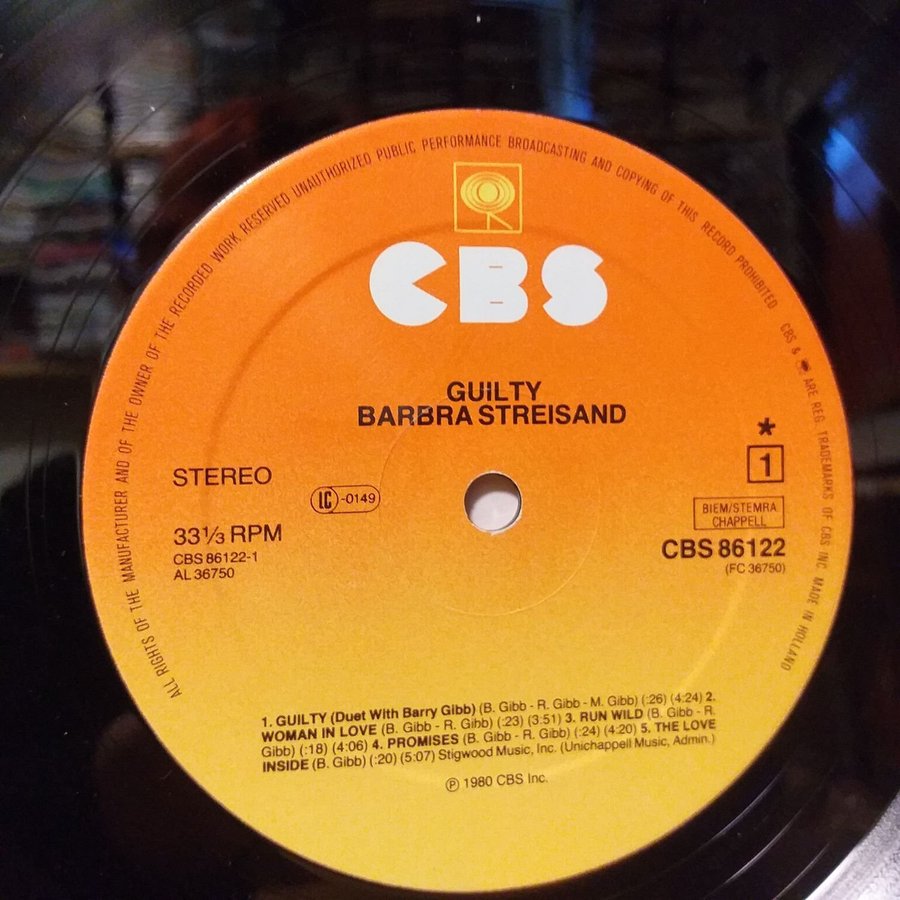 ALL RIGHTS OF THE MANUFACTURER AND OF THE OWNER OF THE RECORDED WORK RESERVED UNAUTHORIZED PUBLIC PERFORMANCE BROADCASTING AND COPYING OF THIS RECORD PROHIBITED CBS & ARE REG. TRADEMARKS OF CBS INC. MADE IN HOLLAND
CBS
GUILTY
BARBRA STREISAND
STEREO
LC -0149
33 1/3 RPM
CBS 86122-1
AL 36750
*
1
BIEM/STEMRA
CHAPPELL
CBS 86122
(FC 36750)
1. GUILTY (Duet With Barry Gibb) (B. Gibb - R. Gibb - M. Gibb) (:26) (4:24) 2.
WOMAN IN LOVE (B. Gibb - R. Gibb) (:23) (3:51) 3. RUN WILD (B. Gibb - R.
Gibb) (:18) (4:06) 4. PROMISES (B. Gibb - R. Gibb) (:24) (4:20) 5. THE LOVE
INSIDE (B. Gibb) (:20) (5:07) Stigwood Music, Inc. (Unichappell Music, Admin.)
℗ 1980 CBS Inc.